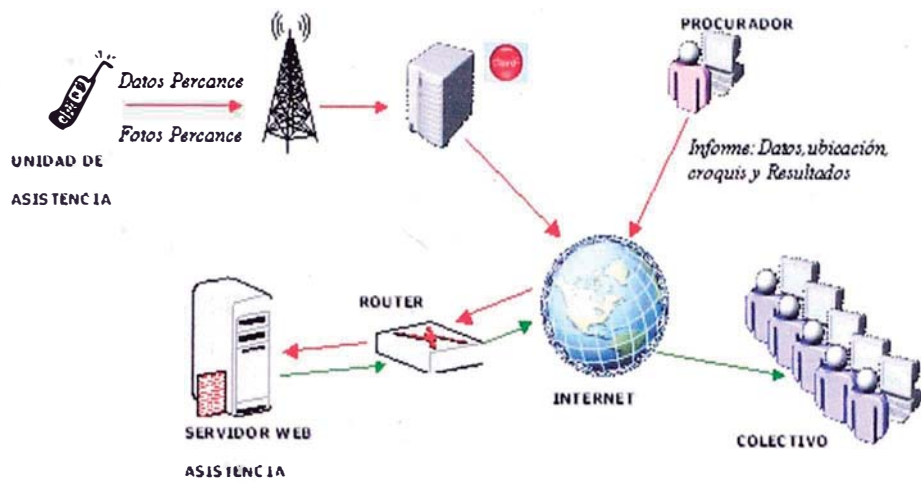 PROCURADOR
Claro
Datos Percance
Fotos Percance
UNIDAD DE
ASISTENCIA
Informe: Datos, ubicación,
croquis y Resultados
ROUTER
INTERNET
SERVIDOR WEB
ASISTENCIA
COLECTIVO